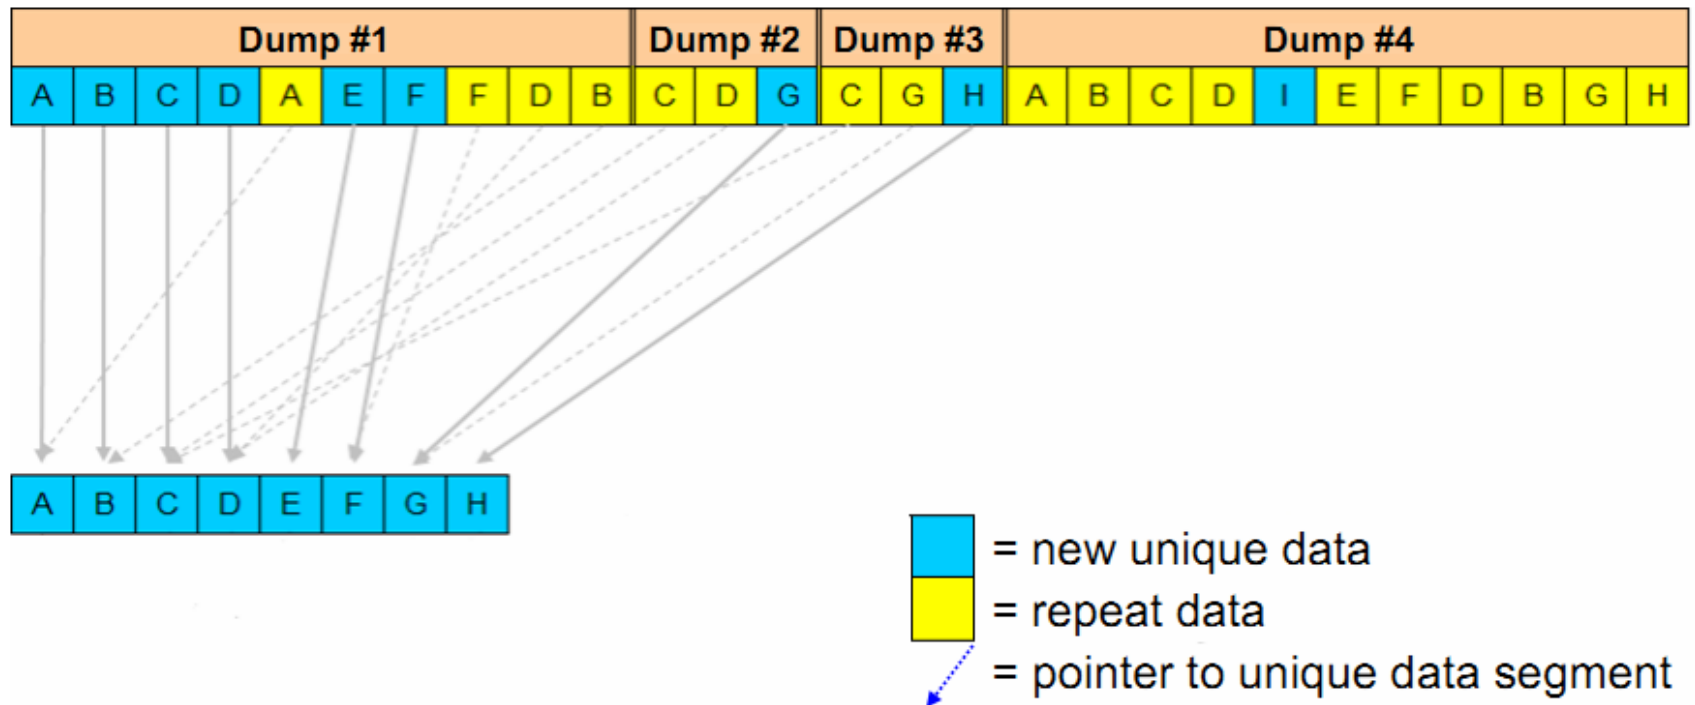 Dump #1 Dump #2 Dump #3 Dump #4
A B C D A E F F D B C D G C G H A B C D I E F D B G H
A B C D E F G H
= new unique data
= repeat data
= pointer to unique data segment